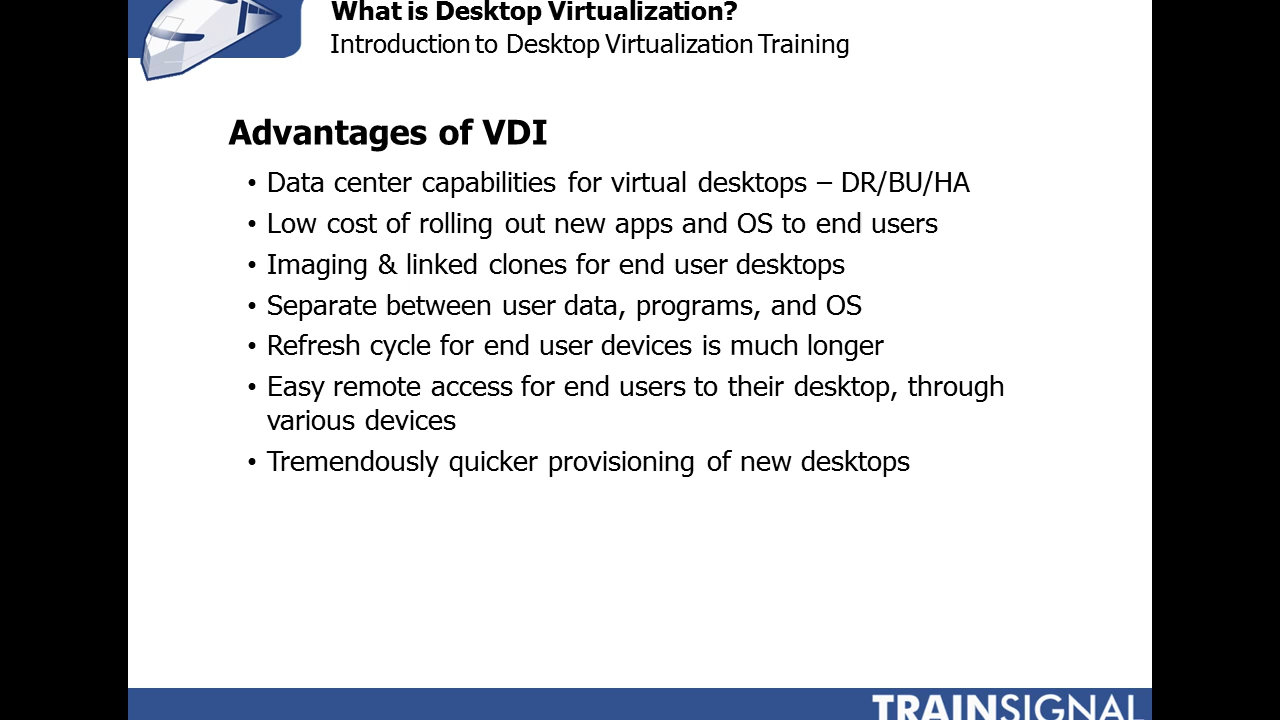 What is Desktop Virtualization?
Introduction to Desktop Virtualization Training
Advantages of VDI
• Data center capabilities for virtual desktops – DR/BU/HA
• Low cost of rolling out new apps and OS to end users
• Imaging & linked clones for end user desktops
• Separate between user data, programs, and OS
• Refresh cycle for end user devices is much longer
• Easy remote access for end users to their desktop, through
various devices
• Tremendously quicker provisioning of new desktops
TRAINSIGNAL